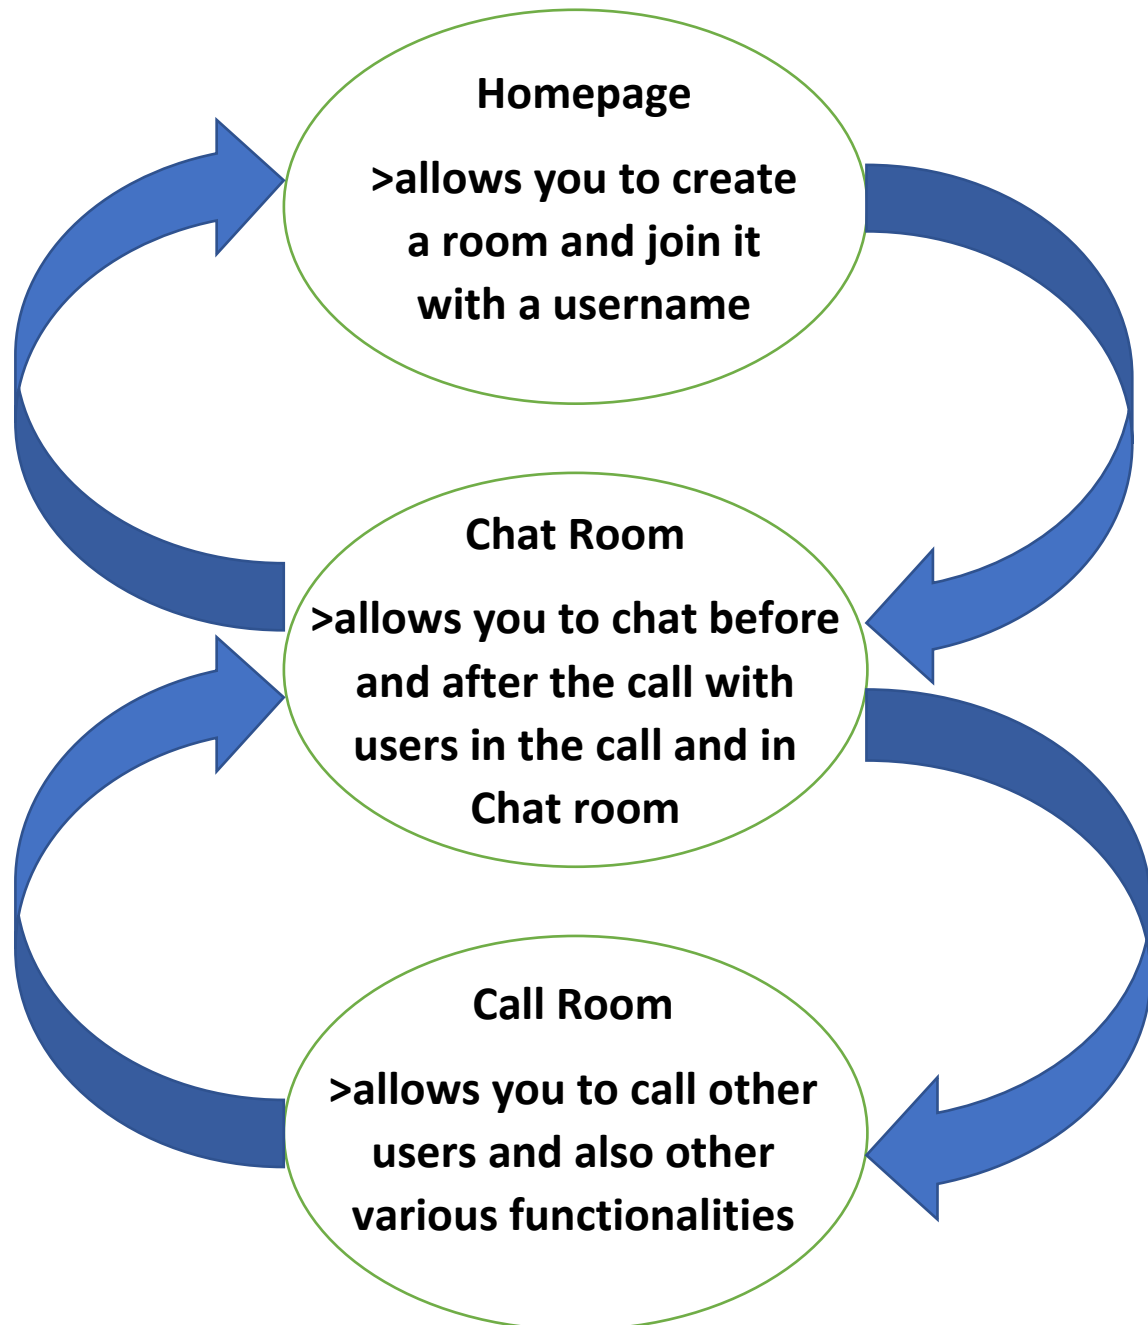 Homepage
>allows you to create
a room and join it
with a username
Chat Room
>allows you to chat before
and after the call with
users in the call and in
Chat room
Call Room
>allows you to call other
users and also other
various functionalities